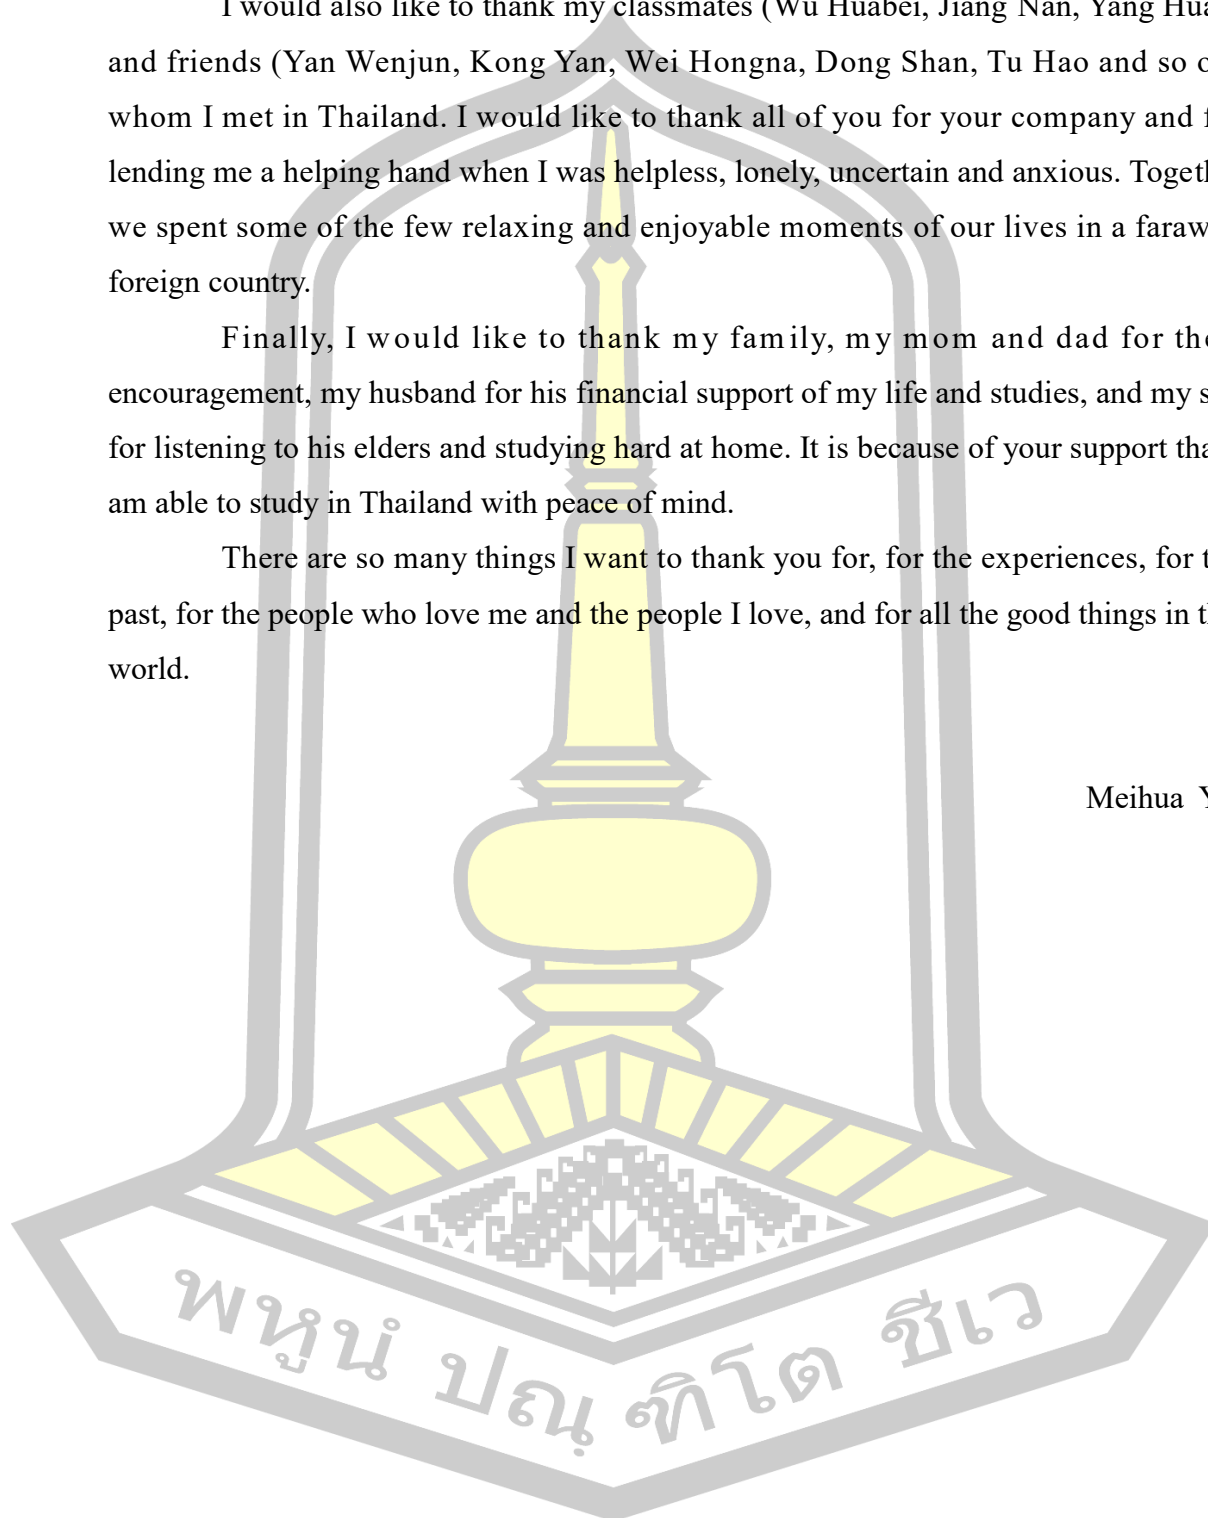 I would also like to thank my classmates (Wu Huabei, Jiang Nan, Yang Hua
and friends (Yan Wenjun, Kong Yan, Wei Hongna, Dong Shan, Tu Hao and so o
whom I met in Thailand. I would like to thank all of you for your company and f
lending me a helping hand when I was helpless, lonely, uncertain and anxious. Togeth
we spent some of the few relaxing and enjoyable moments of our lives in a faraw
foreign country.
Finally, I would like to thank my family, my mom and dad for the
encouragement, my husband for his financial support of my life and studies, and my s
for listening to his elders and studying hard at home. It is because of your support tha
am able to study in Thailand with peace of mind.
There are so many things I want to thank you for, for the experiences, for t
past, for the people who love me and the people I love, and for all the good things in th
world.
Meihua Y
พหูนํ ปณฺฑิโต ชีเว